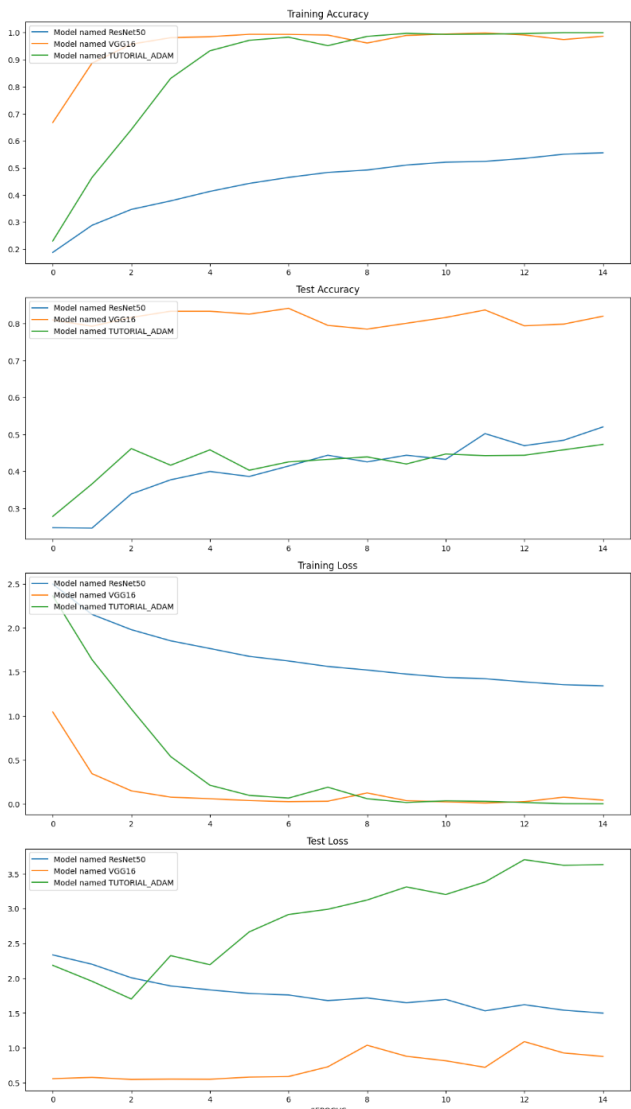 Training Accuracy
Model named ResNet50
Model named VGG16
Model named TUTORIAL_ADAM
1.0
0.9
0.8
0.7
0.6
0.5
0.4
0.3
0.2
0 2 4 6 8 10 12 14
Test Accuracy
Model named ResNet50
Model named VGG16
Model named TUTORIAL_ADAM
0.8
0.7
0.6
0.5
0.4
0.3
0 2 4 6 8 10 12 14
Training Loss
Model named ResNet50
Model named VGG16
Model named TUTORIAL_ADAM
2.5
2.0
1.5
1.0
0.5
0.0
0 2 4 6 8 10 12 14
Test Loss
Model named ResNet50
Model named VGG16
Model named TUTORIAL_ADAM
3.5
3.0
2.5
2.0
1.5
1.0
0.5
0 2 4 6 8 10 12 14